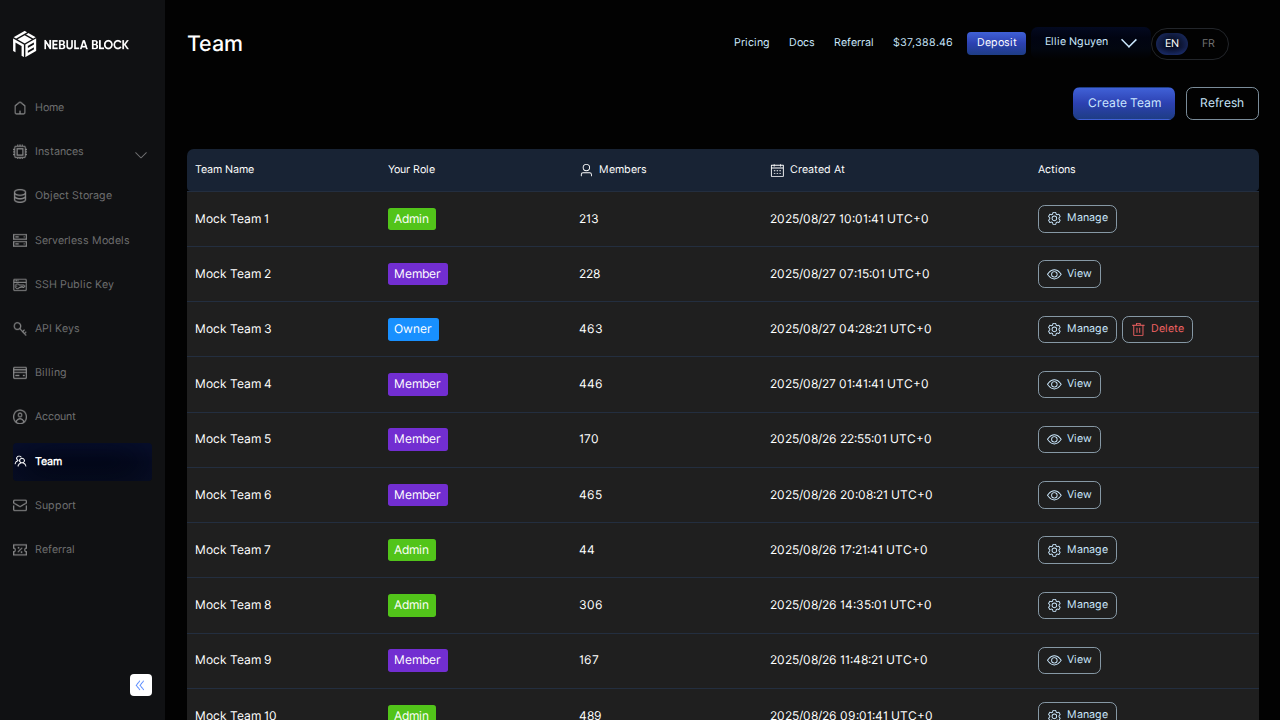 NEBULA BLOCK
Home
Instances
Object Storage
Serverless Models
SSH Public Key
API Keys
Billing
Account
Team
Support
Referral
Team
Pricing Docs Referral $37,388.46 Deposit Ellie Nguyen EN FR
Create Team Refresh
Team Name Your Role Members Created At Actions
Mock Team 1 Admin 213 2025/08/27 10:01:41 UTC+0 Manage
Mock Team 2 Member 228 2025/08/27 07:15:01 UTC+0 View
Mock Team 3 Owner 463 2025/08/27 04:28:21 UTC+0 Manage Delete
Mock Team 4 Member 446 2025/08/27 01:41:41 UTC+0 View
Mock Team 5 Member 170 2025/08/26 22:55:01 UTC+0 View
Mock Team 6 Member 465 2025/08/26 20:08:21 UTC+0 View
Mock Team 7 Admin 44 2025/08/26 17:21:41 UTC+0 Manage
Mock Team 8 Admin 306 2025/08/26 14:35:01 UTC+0 Manage
Mock Team 9 Member 167 2025/08/26 11:48:21 UTC+0 View
Mock Team 10 Admin 489 2025/08/26 09:01:41 UTC+0 Manage